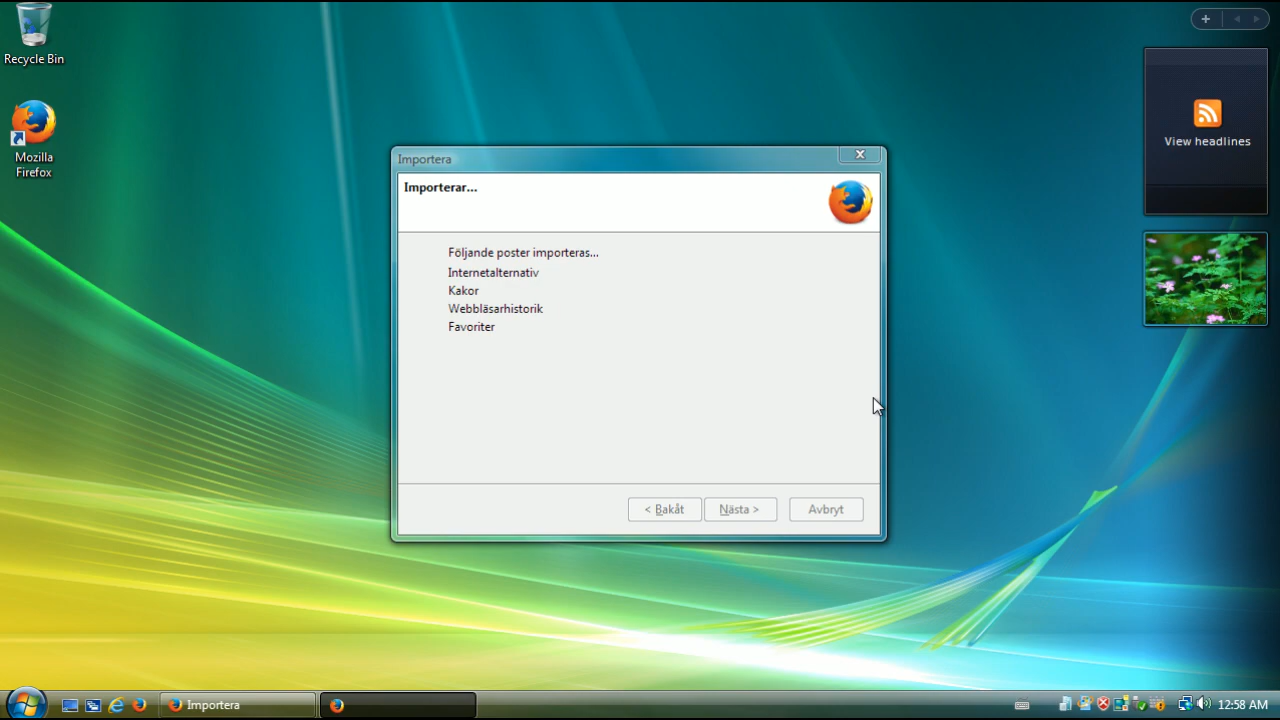 Recycle Bin
Mozilla
Firefox
View headlines
Importera
Importerar...
Följande poster importeras...
Internetalternativ
Kakor
Webbläsarhistorik
Favoriter
< Bakåt
Nästa >
Avbryt
Importera
12:58 AM